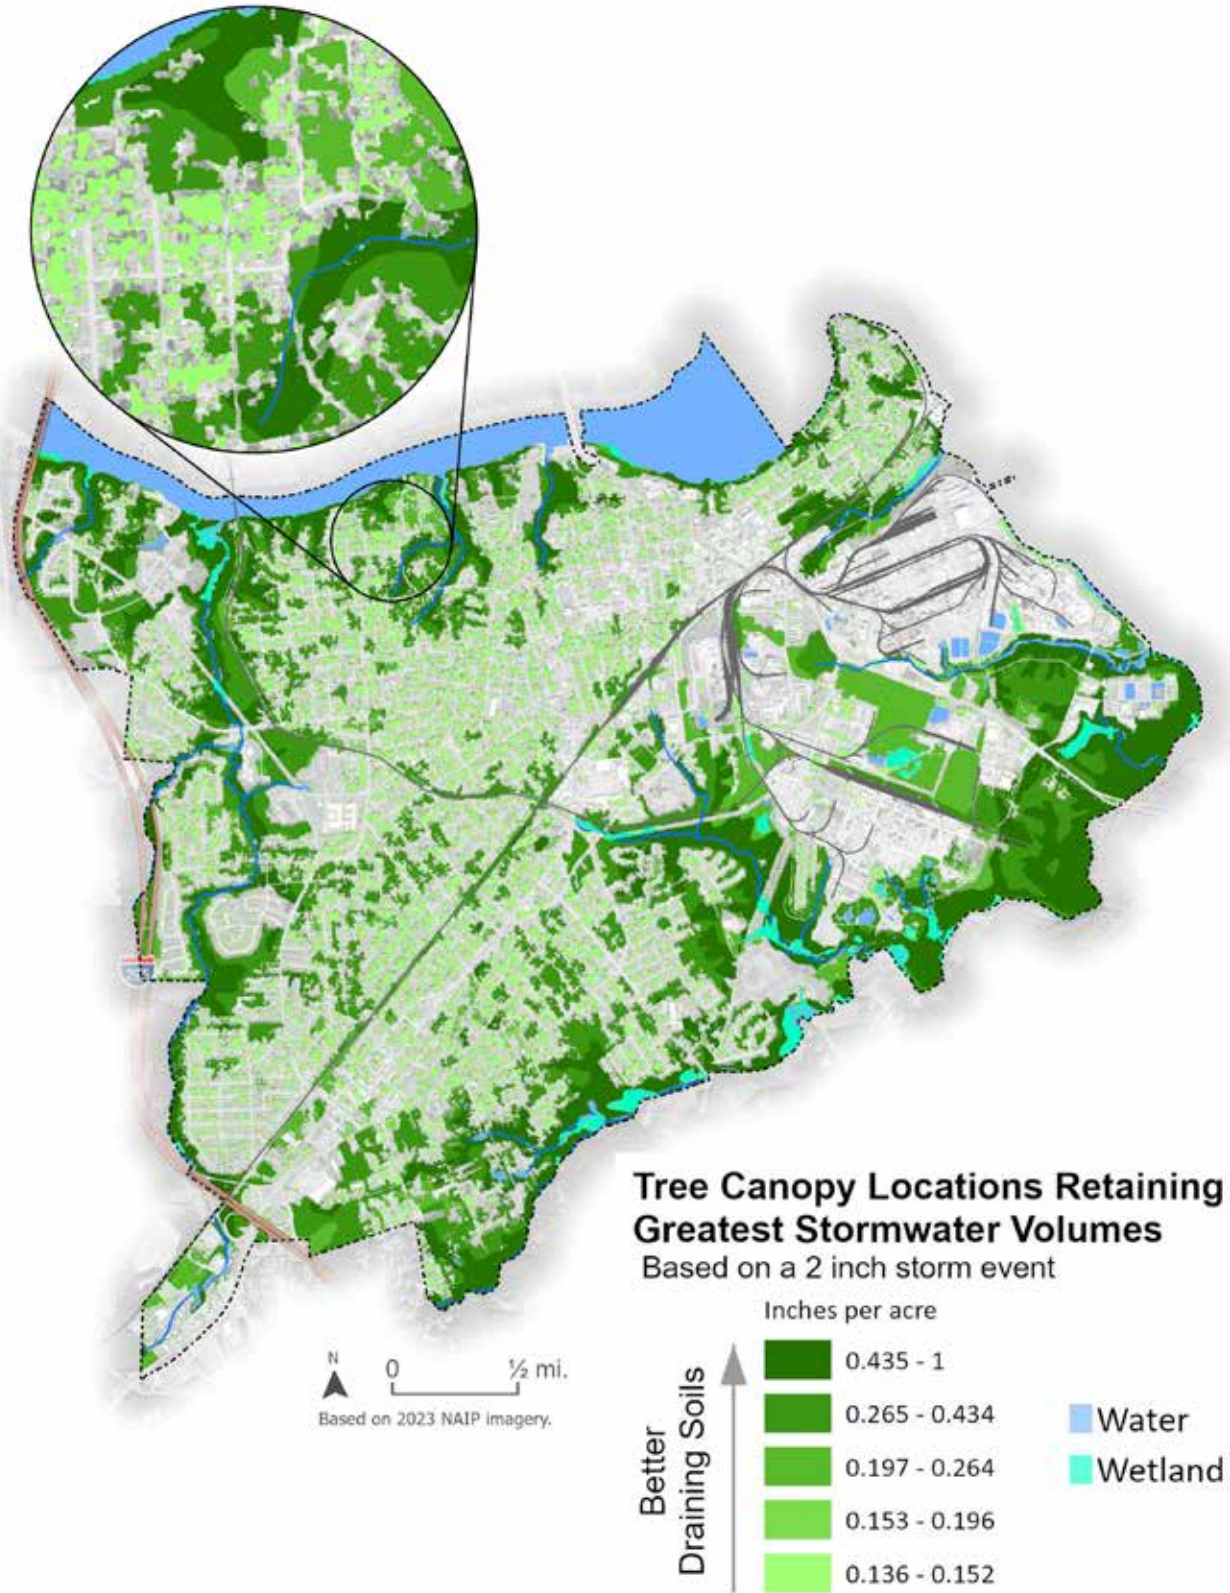 Tree Canopy Locations Retaining
Greatest Stormwater Volumes
Based on a 2 inch storm event
Inches per acre
Better
Draining Soils
0.435 - 1
0.265 - 0.434
0.197 - 0.264
0.153 - 0.196
0.136 - 0.152
Water
Wetland
N
0
½ mi.
Based on 2023 NAIP imagery.